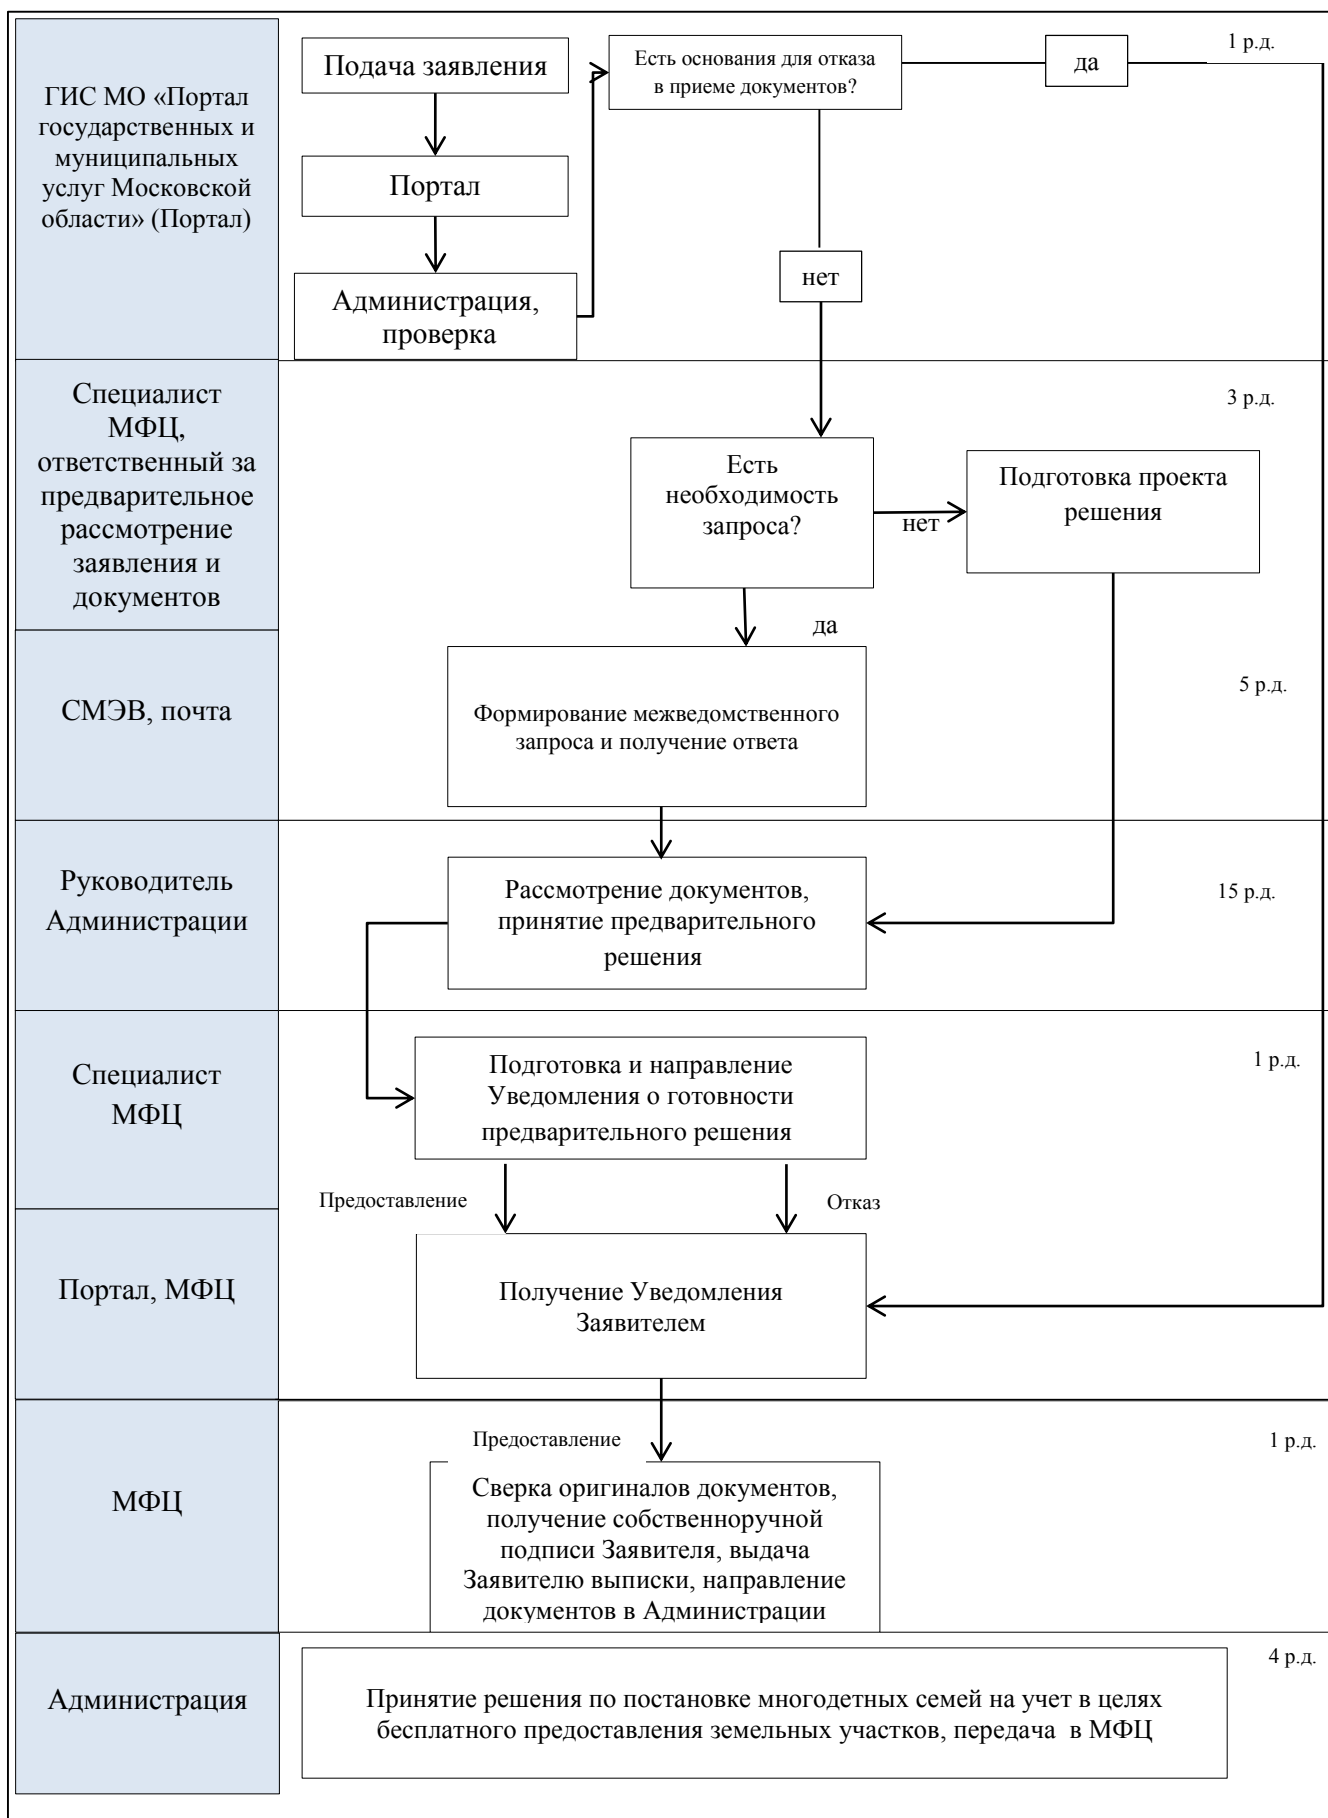 ГИС МО «Портал
государственных и
муниципальных
услуг Московской
области» (Портал)
Подача заявления
Портал
Администрация,
проверка
Есть основания для отказа
в приеме документов?
да
1 р.д.
нет
Специалист
МФЦ,
ответственный за
предварительное
рассмотрение
заявления и
документов
3 р.д.
Есть
необходимость
запроса?
нет
Подготовка проекта
решения
да
СМЭВ, почта
5 р.д.
Формирование межведомственного
запроса и получение ответа
Руководитель
Администрации
Рассмотрение документов,
принятие предварительного
решения
15 р.д.
Специалист
МФЦ
Подготовка и направление
Уведомления о готовности
предварительного решения
1 р.д.
Предоставление
Отказ
Портал, МФЦ
Получение Уведомления
Заявителем
МФЦ
Предоставление
1 р.д.
Сверка оригиналов документов,
получение собственноручной
подписи Заявителя, выдача
Заявителю выписки, направление
документов в Администрации
Администрация
4 р.д.
Принятие решения по постановке многодетных семей на учет в целях
бесплатного предоставления земельных участков, передача  в МФЦ